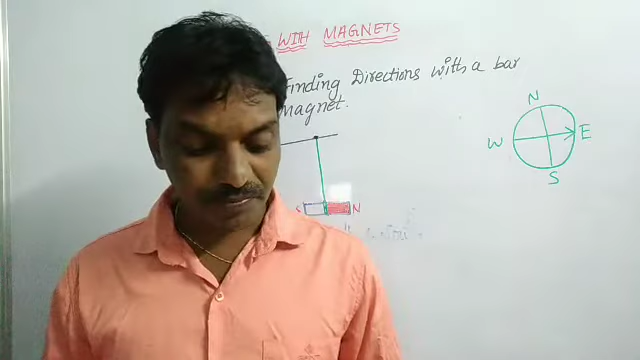 WITH MAGNETS
Finding Directions with a bar
magnet.
N
W E
S
S N